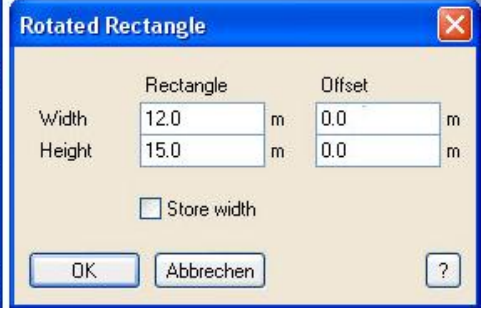 Rotated Rectangle
Rectangle Offset
Width 12.0 m 0.0 m
Height 15.0 m 0.0 m
Store width
OK Abbrechen ?